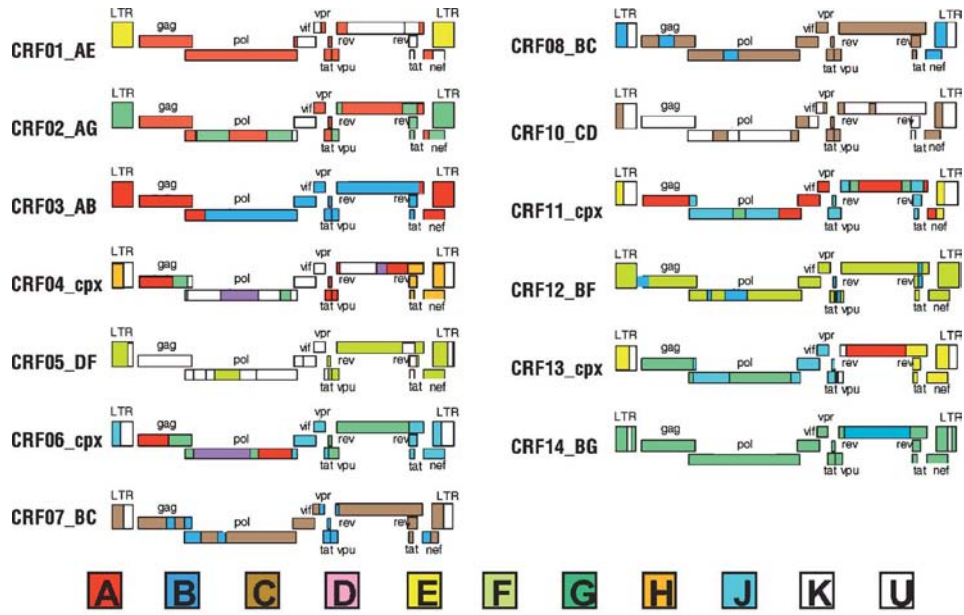 LTR gag pol vif vpr rev rev LTR
CRF01_AE
tat vpu tat nef
LTR gag pol vif vpr rev rev LTR
CRF02_AG
tat vpu tat nef
LTR gag pol vif vpr rev rev LTR
CRF03_AB
tat vpu tat nef
LTR gag pol vif vpr rev rev LTR
CRF04_cpx
tat vpu tat nef
LTR gag pol vif vpr rev rev LTR
CRF05_DF
tat vpu tat nef
LTR gag pol vif vpr rev rev LTR
CRF06_cpx
tat vpu tat nef
LTR gag pol vif vpr rev rev LTR
CRF07_BC
tat vpu tat nef
LTR gag pol vif vpr rev rev LTR
CRF08_BC
tat vpu tat nef
LTR gag pol vif vpr rev rev LTR
CRF10_CD
tat vpu tat nef
LTR gag pol vif vpr rev rev LTR
CRF11_cpx
tat vpu tat nef
LTR gag pol vif vpr rev rev LTR
CRF12_BF
tat vpu tat nef
LTR gag pol vif vpr rev rev LTR
CRF13_cpx
tat vpu tat nef
LTR gag pol vif vpr rev rev LTR
CRF14_BG
tat vpu tat nef
A B C D E F G H J K U